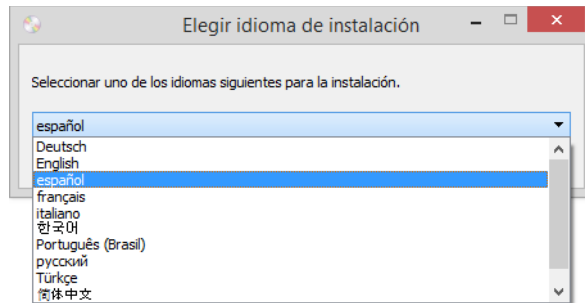 Elegir idioma de instalación
Seleccionar uno de los idiomas siguientes para la instalación.
español
Deutsch
English
español
français
italiano
한국어
Português (Brasil)
русский
Türkçe
简体中文